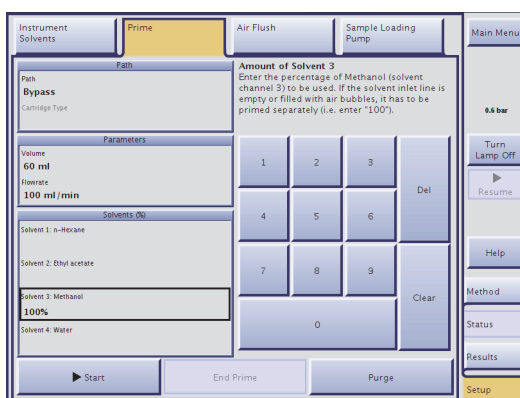 Instrument
Solvents
Prime
Air Flush
Sample Loading
Pump
Main Menu
Path
Path
Bypass
Cartridge Type
Parameters
Volume
60 ml
Flowrate
100 ml/min
Solvents (%)
Solvent 1: n-Hexane
Solvent 2: Ethyl acetate
Solvent 3: Methanol
100%
Solvent 4: Water
Amount of Solvent 3
Enter the percentage of Methanol (solvent
channel 3) to be used. If the solvent inlet line is
empty or filled with air bubbles, it has to be
primed separately (i.e. enter "100").
1
2
3
Del
4
5
6
7
8
9
Clear
0
▶ Start
End Prime
Purge
0.6 bar
Turn
Lamp Off
▶
Resume
Help
Method
Status
Results
Setup